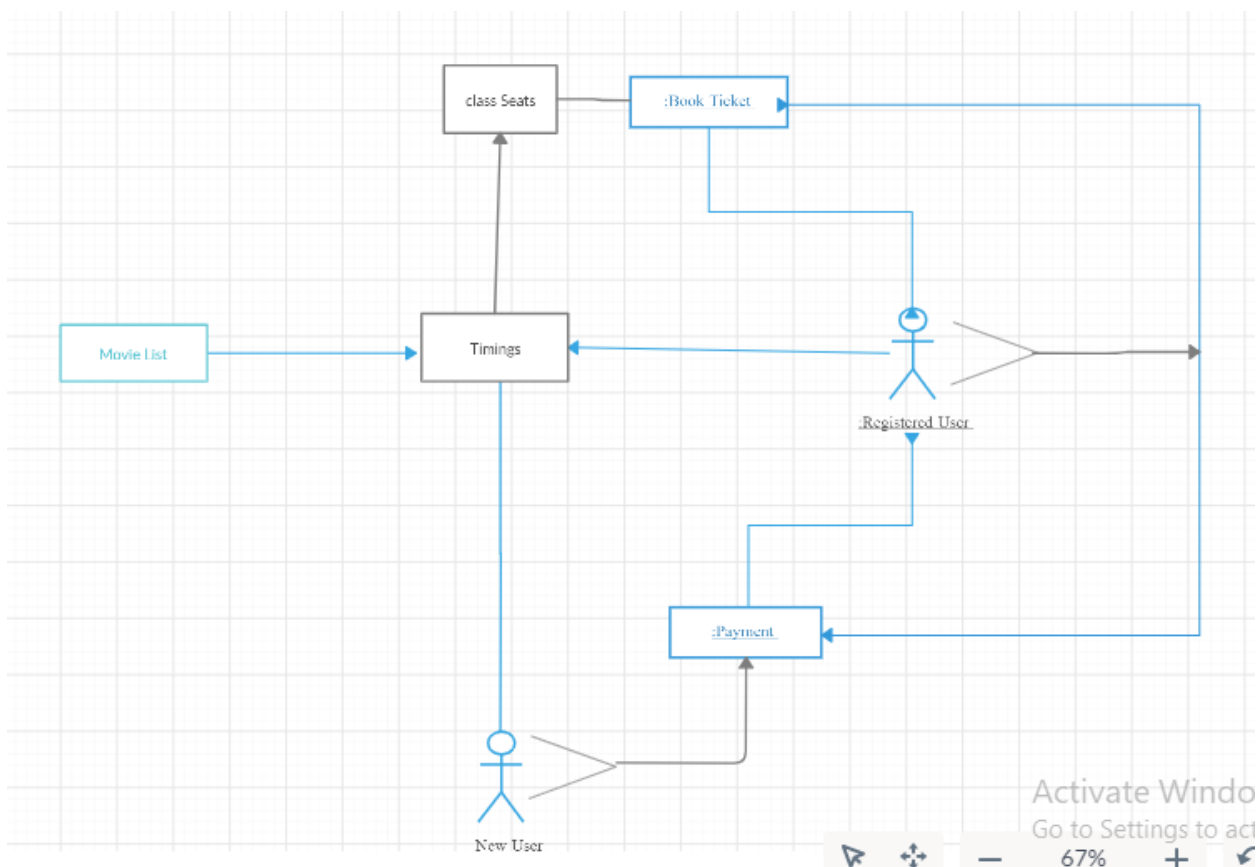 class Seats
:Book Ticket
Movie List
Timings
:Registered User
:Payment
New User
Activate Windo
Go to Settings to act
67%